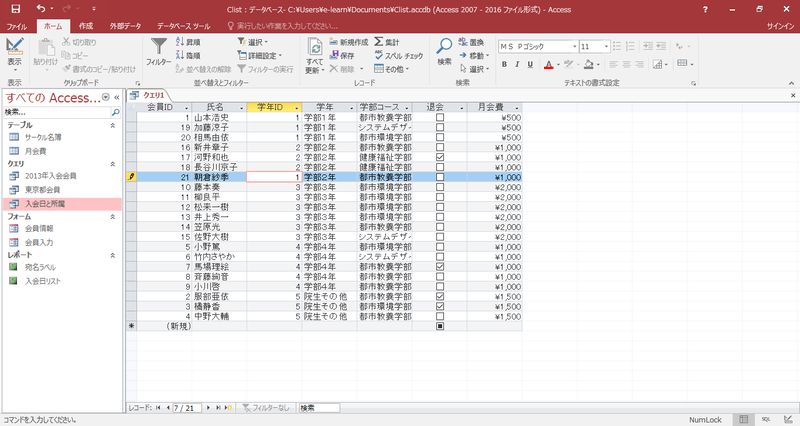 Clist : データベース- C:¥Users¥e-learn¥Documents¥Clist.accdb (Access 2007 - 2016 ファイル形式) - Access
ファイル ホーム 作成 外部データ データベース ツール 実行したい作業を入力してください。 サインイン
表示
表示
貼り付け
切り取り
コピー
書式のコピー/貼り付け
クリップボード
フィルター
昇順
降順
並べ替えの解除
選択
詳細設定
フィルターの実行
並べ替えとフィルター
すべて更新
新規作成
保存
削除
集計
スペル チェック
その他
レコード
検索
置換
移動
選択
検索
MS Pゴシック 11
B I U
テキストの書式設定
すべての Access...
検索...
テーブル
サークル名簿
月会費
クエリ
2013年入会会員
東京都会員
入会日と所属
フォーム
会員情報
会員入力
レポート
宛名ラベル
入会日リスト
クエリ1
会員ID 氏名 学年ID 学年 学部コース 退会 月会費
1 山本浩史 1 学部1年 都市教養学部 ¥500
19 加藤涼子 1 学部1年 システムデザイ ¥500
20 相馬由依 1 学部1年 都市環境学部 ¥500
16 新井章子 2 学部2年 都市教養学部 ¥1,000
17 河野和也 2 学部2年 健康福祉学部 ¥1,000
18 長谷川京子 2 学部2年 健康福祉学部 ¥1,000
21 朝倉紗季 1 学部2年 都市教養学部 ¥1,000
10 藤本奏 3 学部3年 都市環境学部 ¥2,000
11 柳良平 3 学部3年 都市教養学部 ¥2,000
12 松来一樹 3 学部3年 都市教養学部 ¥2,000
13 井上秀一 3 学部3年 都市教養学部 ¥2,000
14 笠原光 3 学部3年 都市教養学部 ¥2,000
15 佐野大樹 3 学部3年 システムデザイ ¥2,000
5 小野篤 4 学部4年 都市環境学部 ¥1,000
6 竹内さやか 4 学部4年 システムデザイ ¥1,000
7 馬場理絵 4 学部4年 都市教養学部 ¥1,000
8 斉藤絢音 4 学部4年 都市教養学部 ¥1,000
9 小川啓 4 学部4年 都市教養学部 ¥1,000
2 服部亜依 5 院生その他 都市教養学部 ¥1,500
3 橘静香 5 院生その他 都市教養学部 ¥1,500
4 中野大輔 5 院生その他 都市教養学部 ¥1,500
(新規)
レコード: 7 / 21 フィルターなし 検索
コマンドを入力してください。 NumLock SQL